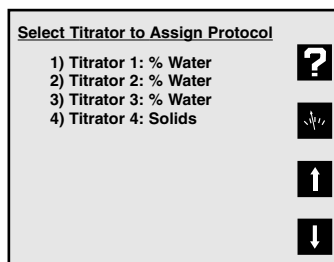 Select Titrator to Assign Protocol
1) Titrator 1: % Water
2) Titrator 2: % Water
3) Titrator 3: % Water
4) Titrator 4: Solids
?